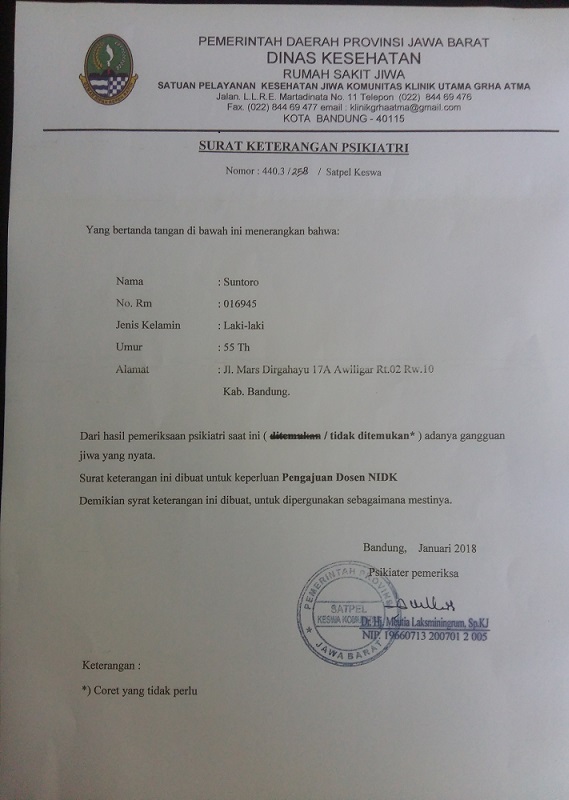 PEMERINTAH DAERAH PROVINSI JAWA BARAT
DINAS KESEHATAN
RUMAH SAKIT JIWA
SATUAN PELAYANAN KESEHATAN JIWA KOMUNITAS KLINIK UTAMA GRHA ATMA
Jalan. L.L.R.E. Martadinata No. 11 Telepon (022) 844 69 476
Fax. (022) 844 69 477 email : klinikgrhaatma@gmail.com
KOTA BANDUNG - 40115
SURAT KETERANGAN PSIKIATRI
Nomor : 440.3 / 258 / Satpel Keswa
Yang bertanda tangan di bawah ini menerangkan bahwa:
Nama : Suntoro
No. Rm : 016945
Jenis Kelamin : Laki-laki
Umur : 55 Th
Alamat : Jl. Mars Dirgahayu 17A Awiligar Rt.02 Rw.10
Kab. Bandung.
Dari hasil pemeriksaan psikiatri saat ini ( ditemukan / tidak ditemukan* ) adanya gangguan
jiwa yang nyata.
Surat keterangan ini dibuat untuk keperluan Pengajuan Dosen NIDK
Demikian syrat keterangan ini dibuat, untuk dipergunakan sebagaimana mestinya.
Bandung, Januari 2018
Psikiater pemeriksa
PEMERINTAH PROVINSI
SATPEL
JAWA BARAT
Dr. Hj. Meutia Laksminingrum, Sp.KJ
NIP. 19660713 200701 2 005
Keterangan :
*) Coret yang tidak perlu